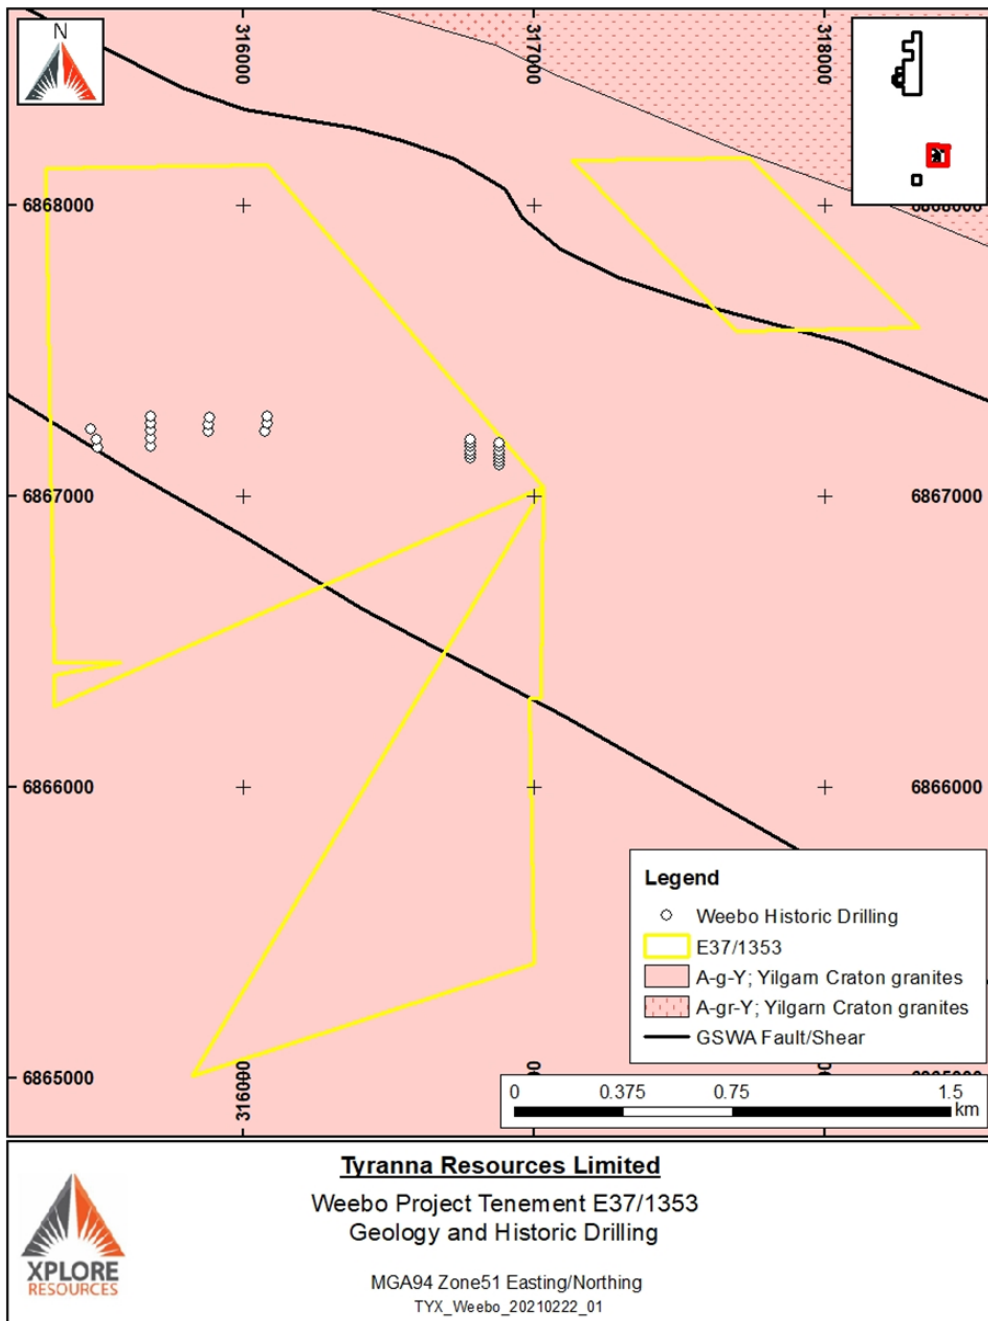 N
316000
317000
318000
6868000
6867000
6867000
6866000
6866000
Legend
Weebo Historic Drilling
E37/1353
A-g-Y; Yilgarn Craton granites
A-gr-Y; Yilgarn Craton granites
GSWA Fault/Shear
6865000
316000
0 0.375 0.75 1.5
km
Tyranna Resources Limited
Weebo Project Tenement E37/1353
Geology and Historic Drilling
MGA94 Zone51 Easting/Northing
TYX_Weebo_20210222_01
XPLORE
RESOURCES